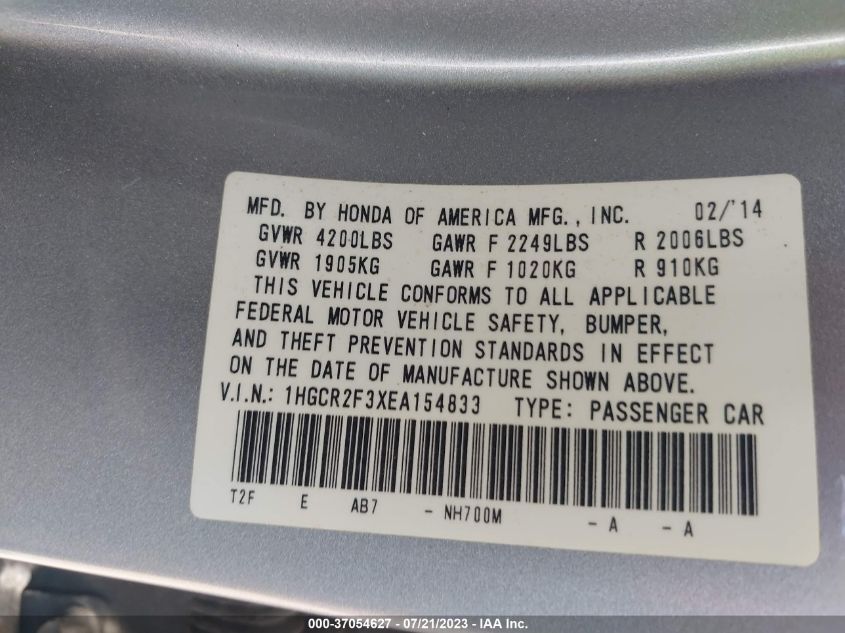 MFD. BY HONDA OF AMERICA MFG., INC. 02/'14
GVWR 4200LBS GAWR F 2249LBS R 2006LBS
GVWR 1905KG GAWR F 1020KG R 910KG
THIS VEHICLE CONFORMS TO ALL APPLICABLE
FEDERAL MOTOR VEHICLE SAFETY, BUMPER,
AND THEFT PREVENTION STANDARDS IN EFFECT
ON THE DATE OF MANUFACTURE SHOWN ABOVE.
V.I.N.: 1HGCR2F3XEA154833 TYPE: PASSENGER CAR
T2F E AB7 - NH700M - A - A
000-37054627 - 07/21/2023 - IAA Inc.